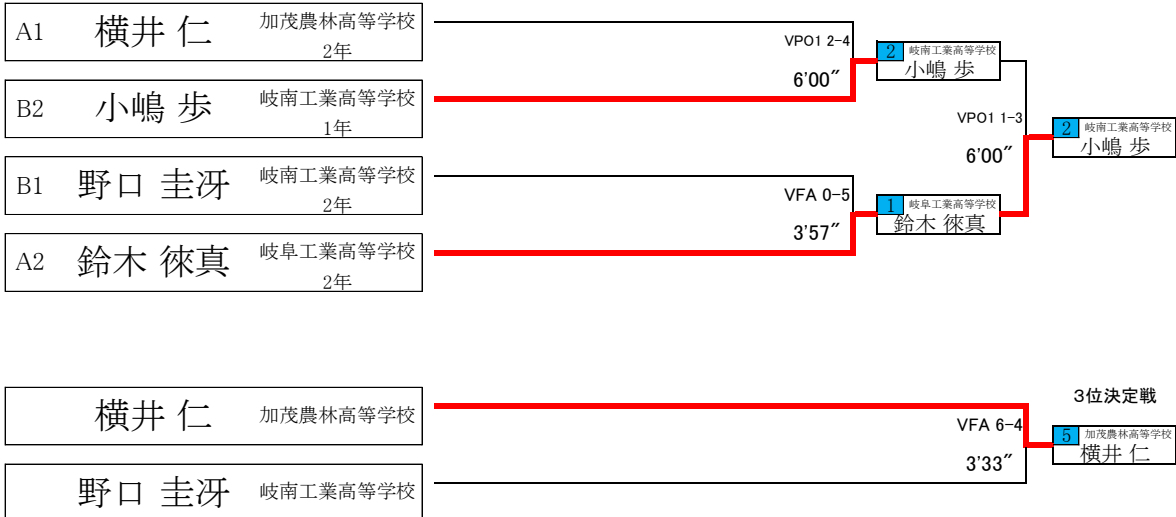 A1 横井 仁 加茂農林高等学校
2年
B2 小嶋 歩 岐南工業高等学校
1年
B1 野口 圭冴 岐南工業高等学校
2年
A2 鈴木 徠真 岐阜工業高等学校
2年
VPO1 2-4
6'00"
2 岐南工業高等学校
小嶋 歩
VFA 0-5
3'57"
1 岐阜工業高等学校
鈴木 徠真
VPO1 1-3
6'00"
2 岐南工業高等学校
小嶋 歩
横井 仁 加茂農林高等学校
野口 圭冴 岐南工業高等学校
VFA 6-4
3'33"
3位決定戦
5 加茂農林高等学校
横井 仁